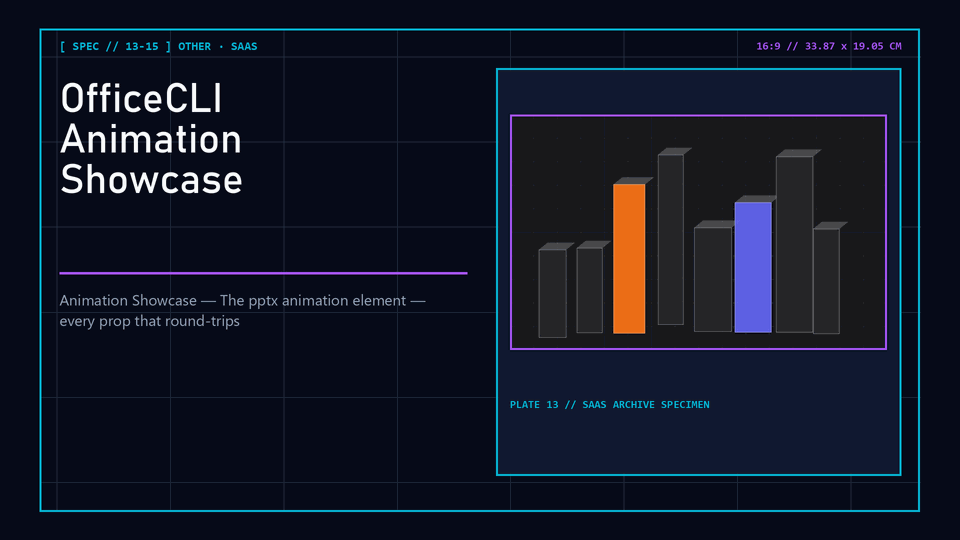 [ SPEC // 13-15 ] OTHER · SAAS
16:9 // 33.87 x 19.05 CM
OfficeCLI
Animation
Showcase
Animation Showcase — The pptx animation element —
every prop that round-trips
PLATE 13 // SAAS ARCHIVE SPECIMEN